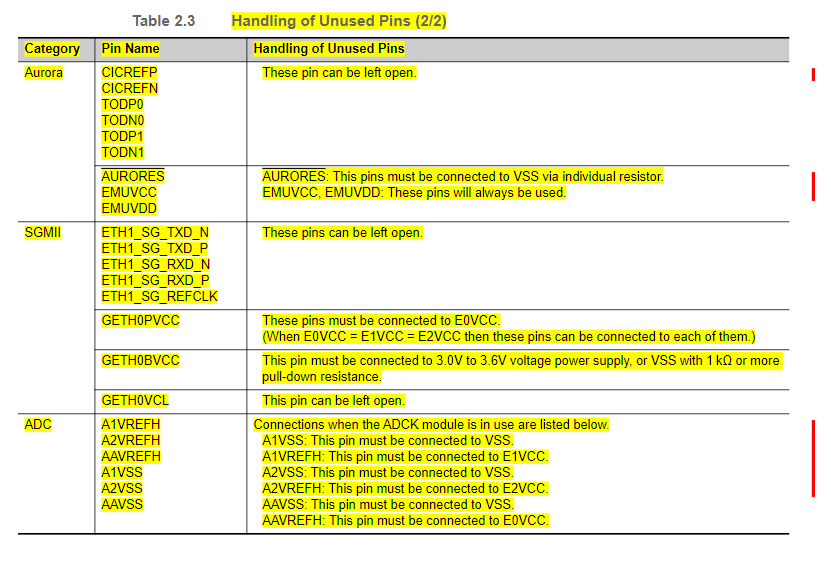 Table 2.3 Handling of Unused Pins (2/2)
Category Pin Name Handling of Unused Pins
Aurora CICREFP These pin can be left open.
CICREFN
TODP0
TODN0
TODP1
TODN1
AURORES AURORES: This pins must be connected to VSS via individual resistor.
EMUVCC EMUVCC, EMUVDD: These pins will always be used.
EMUVDD
SGMII ETH1_SG_TXD_N These pins can be left open.
ETH1_SG_TXD_P
ETH1_SG_RXD_N
ETH1_SG_RXD_P
ETH1_SG_REFCLK
GETH0PVCC These pins must be connected to E0VCC.
(When E0VCC = E1VCC = E2VCC then these pins can be connected to each of them.)
GETH0BVCC This pin must be connected to 3.0V to 3.6V voltage power supply, or VSS with 1 kΩ or more
pull-down resistance.
GETH0VCL This pin can be left open.
ADC A1VREFH Connections when the ADCK module is in use are listed below.
A2VREFH A1VSS: This pin must be connected to VSS.
AAVREFH A1VREFH: This pin must be connected to E1VCC.
A1VSS A2VSS: This pin must be connected to VSS.
A2VSS A2VREFH: This pin must be connected to E2VCC.
AAVSS AAVSS: This pin must be connected to VSS.
AAVREFH: This pin must be connected to E0VCC.